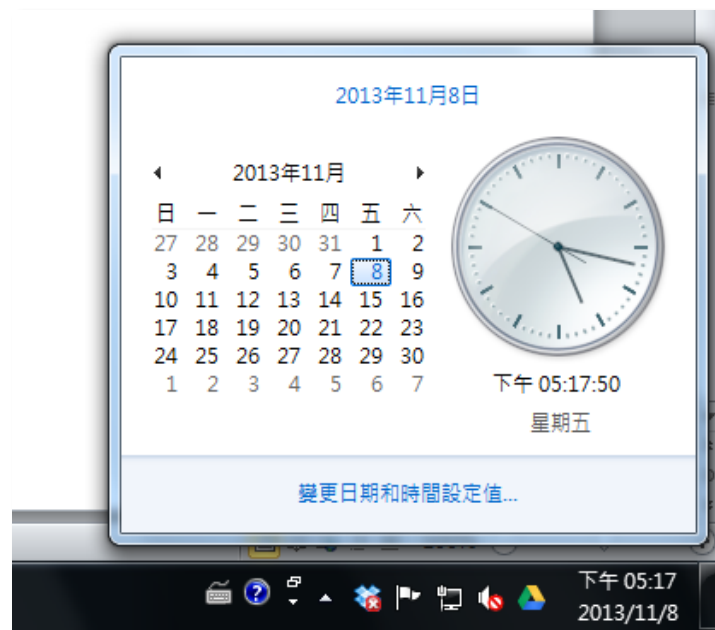 2013年11月8日
2013年11月
日 一 二 三 四 五 六
27 28 29 30 31 1 2
3 4 5 6 7 8 9
10 11 12 13 14 15 16
17 18 19 20 21 22 23
24 25 26 27 28 29 30
1 2 3 4 5 6 7
下午 05:17:50
星期五
變更日期和時間設定值...
下午 05:17
2013/11/8